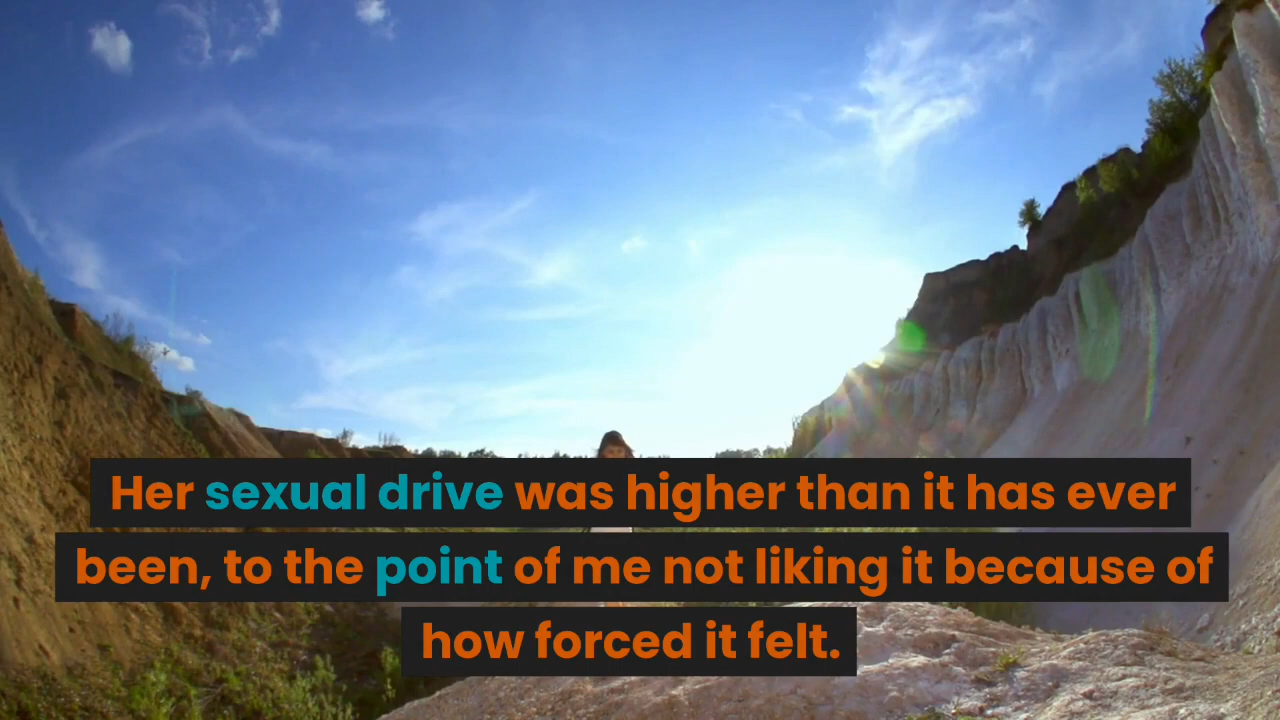 Her sexual drive was higher than it has ever
been, to the point of me not liking it because of
how forced it felt.